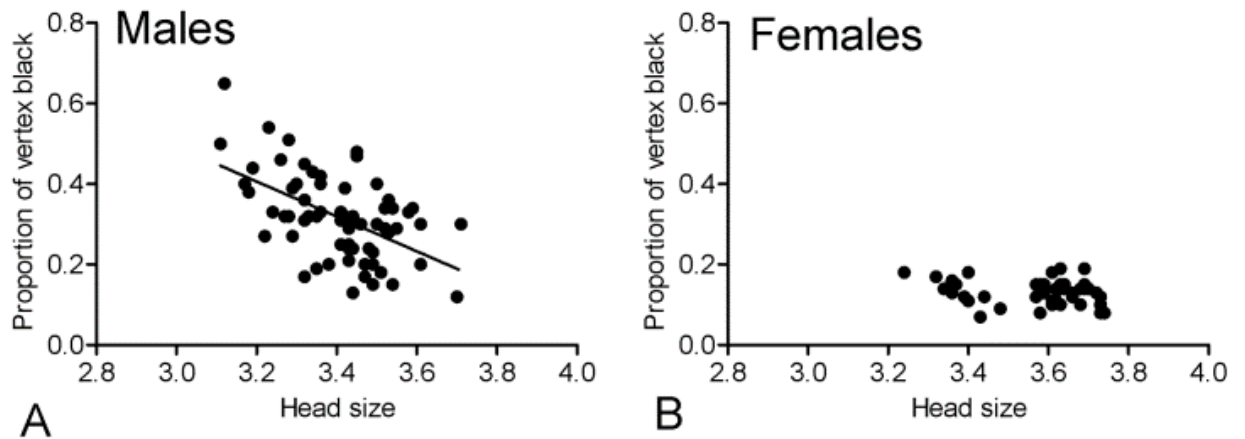 Males
Proportion of vertex black
0.8
0.6
0.4
0.2
0.0
2.8 3.0 3.2 3.4 3.6 3.8 4.0
Head size
A
Females
Proportion of vertex black
0.8
0.6
0.4
0.2
0.0
2.8 3.0 3.2 3.4 3.6 3.8 4.0
Head size
B